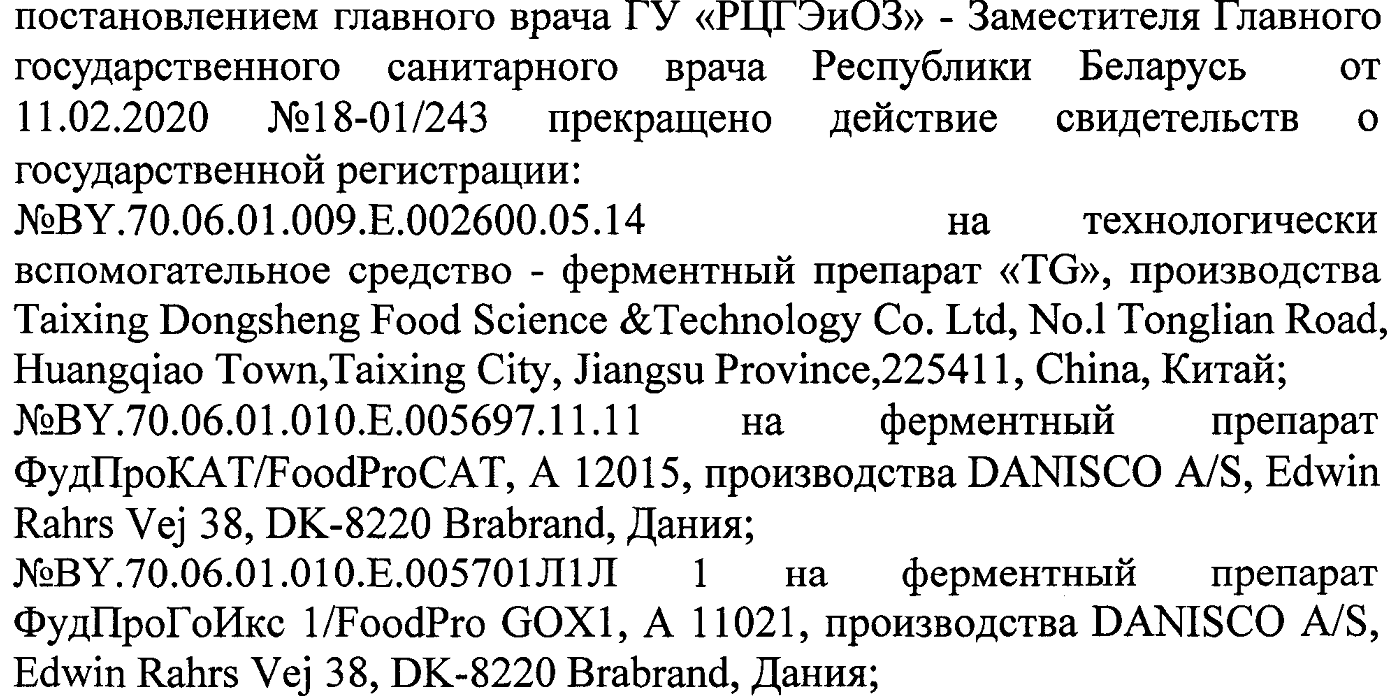 постановлением главного врача ГУ «РЦГЭиОЗ» - Заместителя Главного
государственного санитарного врача Республики Беларусь от
11.02.2020 №18-01/243 прекращено действие свидетельств о
государственной регистрации:
№BY.70.06.01.009.Е.002600.05.14 на технологически
вспомогательное средство - ферментный препарат «TG», производства
Taixing Dongsheng Food Science &Technology Co. Ltd, No.l Tonglian Road,
Huangqiao Town,Taixing City, Jiangsu Province,225411, China, Китай;
№BY.70.06.01.010.Е.005697.11.11 на ферментный препарат
ФудПроКАТ/FoodProCAT, А 12015, производства DANISCO A/S, Edwin
Rahrs Vej 38, DK-8220 Brabrand, Дания;
№BY.70.06.01.010.Е.005701Л1Л 1 на ферментный препарат
ФудПроГоИкс 1/FoodPro GOX1, А 11021, производства DANISCO A/S,
Edwin Rahrs Vej 38, DK-8220 Brabrand, Дания;